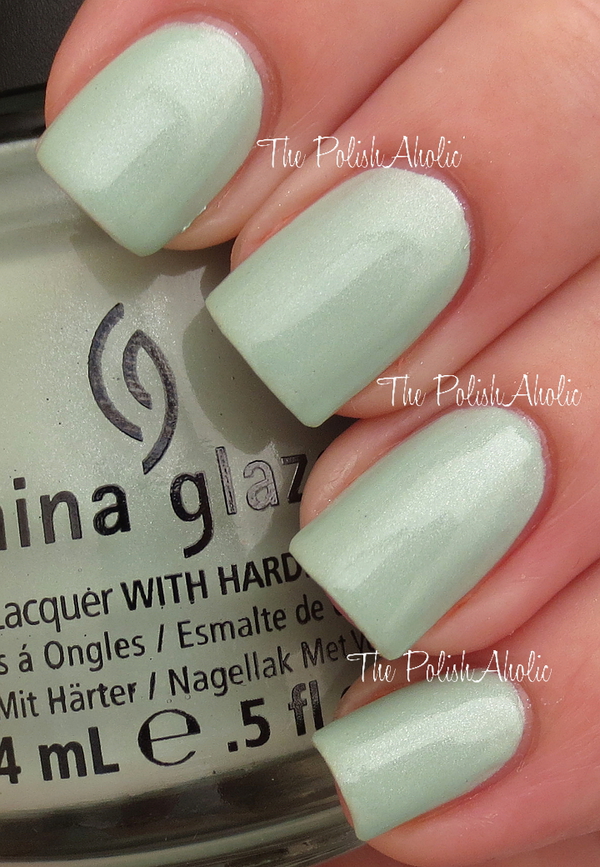 The PolishAholic
The PolishAholic
The PolishAholic
ina glaz
Lacquer WITH HARD
s á Ongles / Esmalte de
Mit Härter / Nagellak Met
4 mL e .5 fl